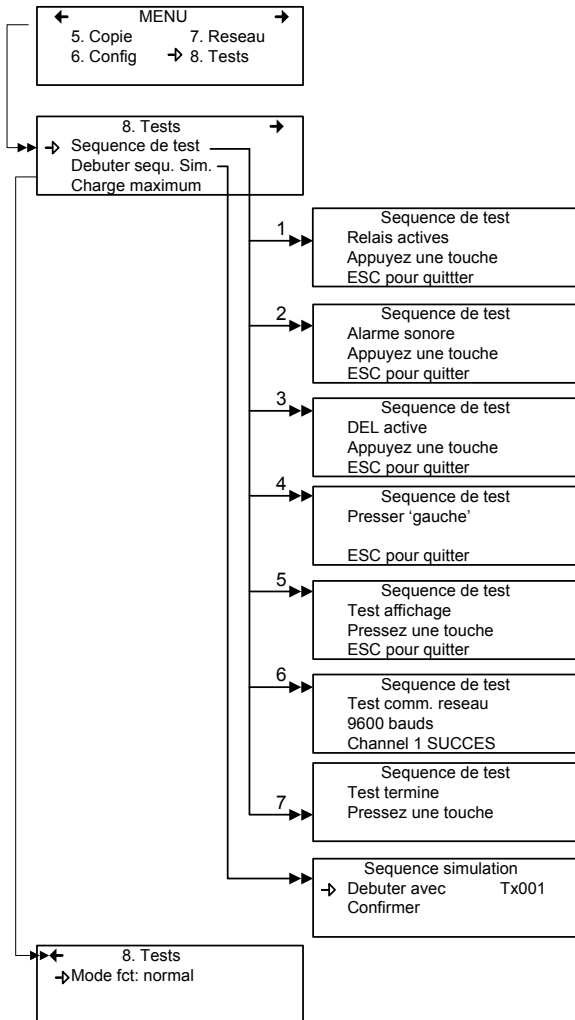 MENU
5. Copie 7. Reseau
6. Config 8. Tests
8. Tests
Sequence de test
Debuter sequ. Sim.
Charge maximum
1
Sequence de test
Relais actives
Appuyez une touche
ESC pour quittter
2
Sequence de test
Alarme sonore
Appuyez une touche
ESC pour quitter
3
Sequence de test
DEL active
Appuyez une touche
ESC pour quitter
4
Sequence de test
Presser ‘gauche’
ESC pour quitter
5
Sequence de test
Test affichage
Pressez une touche
ESC pour quitter
6
Sequence de test
Test comm. reseau
9600 bauds
Channel 1 SUCCES
7
Sequence de test
Test termine
Pressez une touche
Sequence simulation
Debuter avec Tx001
Confirmer
8. Tests
Mode fct: normal